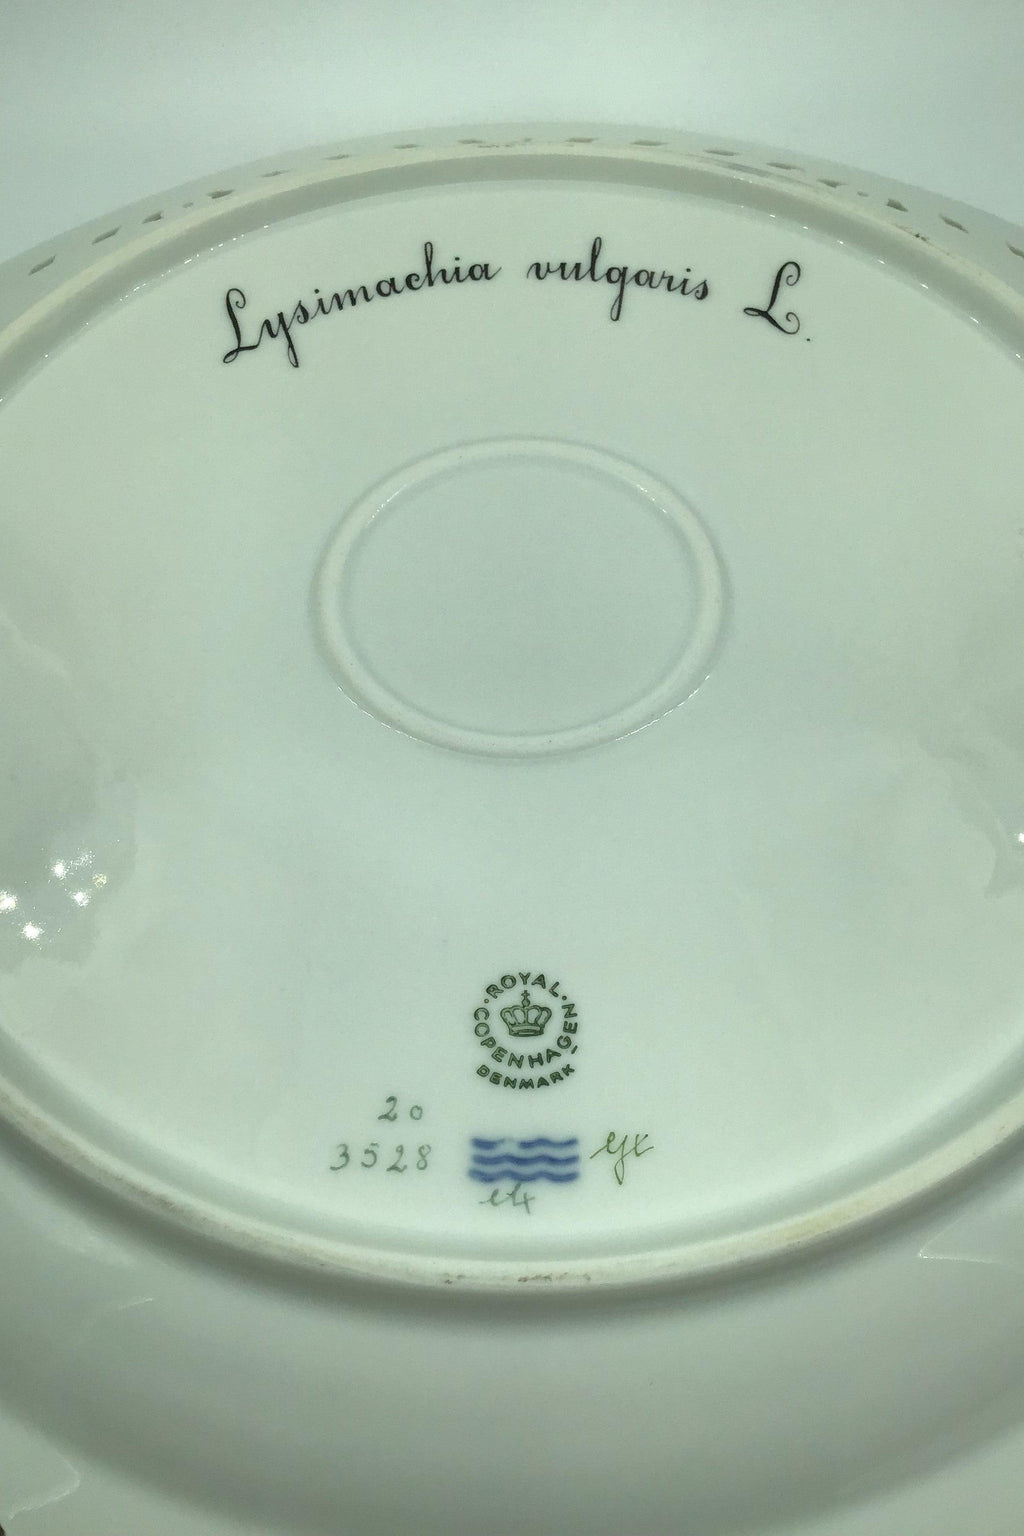 Lysimachia vulgaris L.
ROYAL
COPENHAGEN
DENMARK
20
3528